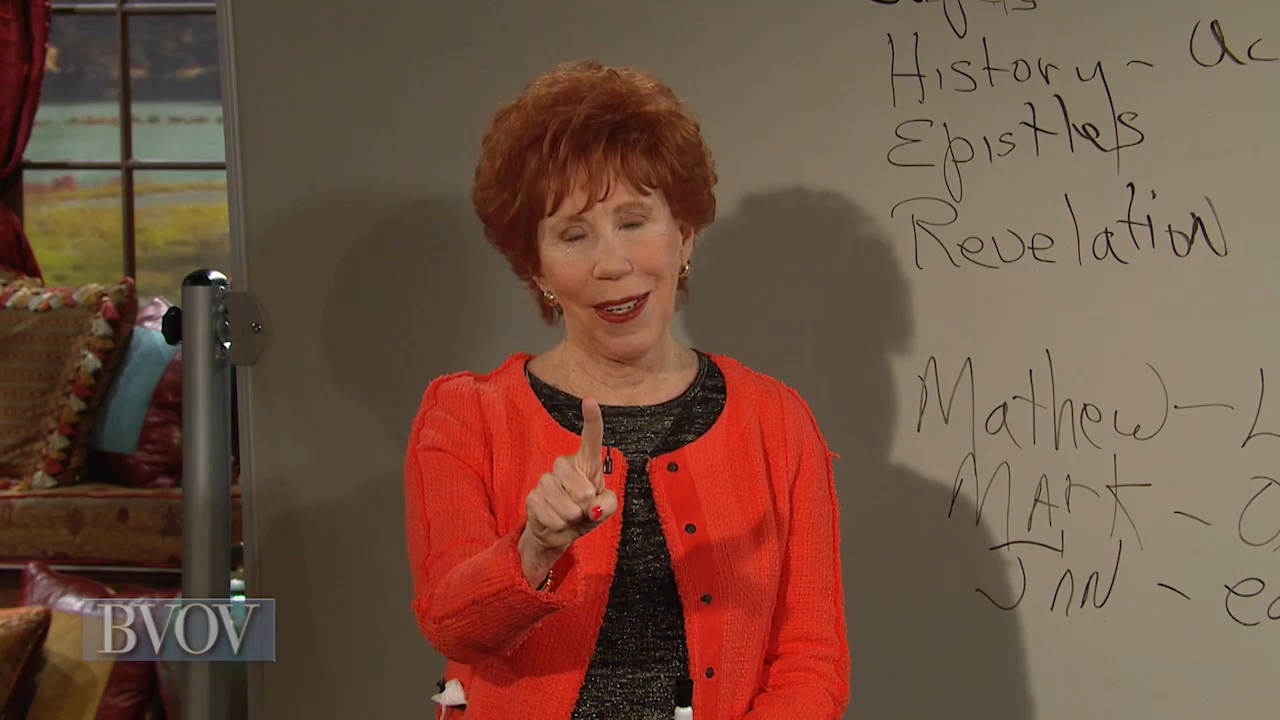 History - Ac
Epistles
Revelation
Mathew - L
Mark - O
Jnn - ea
BVOV